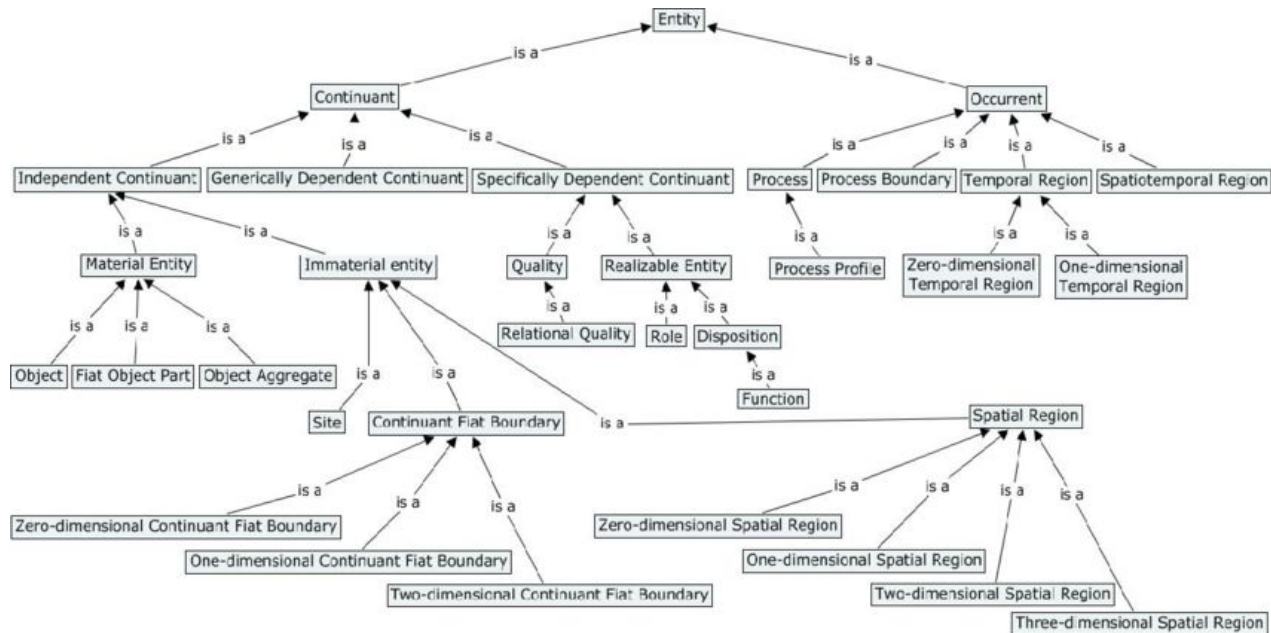 Entity
is a
is a
Continuant
Occurrent
is a
is a
is a
is a
is a
is a
is a
Independent Continuant
Generically Dependent Continuant
Specifically Dependent Continuant
Process
Process Boundary
Temporal Region
Spatiotemporal Region
is a
is a
is a
is a
is a
is a
is a
Material Entity
Immaterial entity
Quality
Realizable Entity
Process Profile
Zero-dimensional
Temporal Region
One-dimensional
Temporal Region
is a
is a
is a
is a
is a
is a
Relational Quality
Role
Disposition
Object
Fiat Object Part
Object Aggregate
is a
is a
is a
Function
Site
Continuant Fiat Boundary
is a
Spatial Region
is a
is a
is a
is a
is a
is a
is a
Zero-dimensional Continuant Fiat Boundary
Zero-dimensional Spatial Region
One-dimensional Continuant Fiat Boundary
One-dimensional Spatial Region
Two-dimensional Continuant Fiat Boundary
Two-dimensional Spatial Region
Three-dimensional Spatial Region